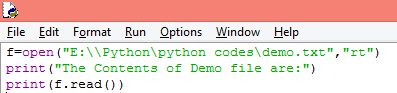 File Edit Format Run Options Window Help
f=open("E:\\Python\python codes\demo.txt","rt")
print("The Contents of Demo file are:")
print(f.read())